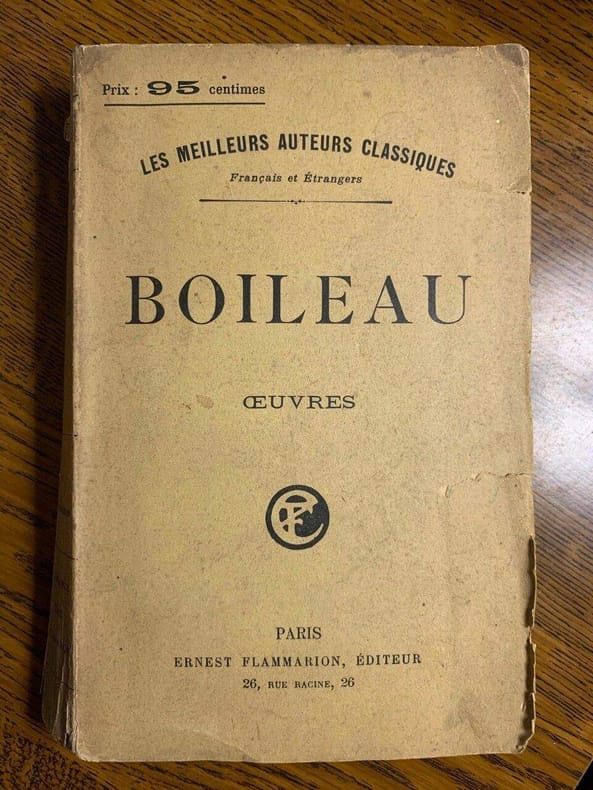 Prix : 95 centimes
LES MEILLEURS AUTEURS CLASSIQUES
Français et Étrangers
BOILEAU
ŒUVRES
EF
PARIS
ERNEST FLAMMARION, ÉDITEUR
26, RUE RACINE, 26